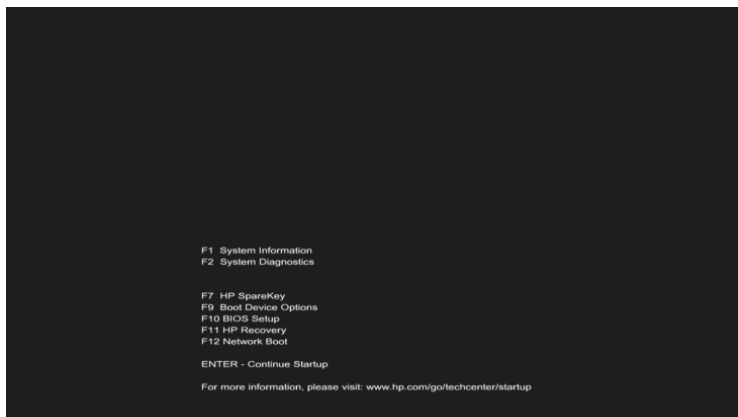 F1 System Information
F2 System Diagnostics
F7 HP SpareKey
F9 Boot Device Options
F10 BIOS Setup
F11 HP Recovery
F12 Network Boot
ENTER - Continue Startup
For more information, please visit: www.hp.com/go/techcenter/startup